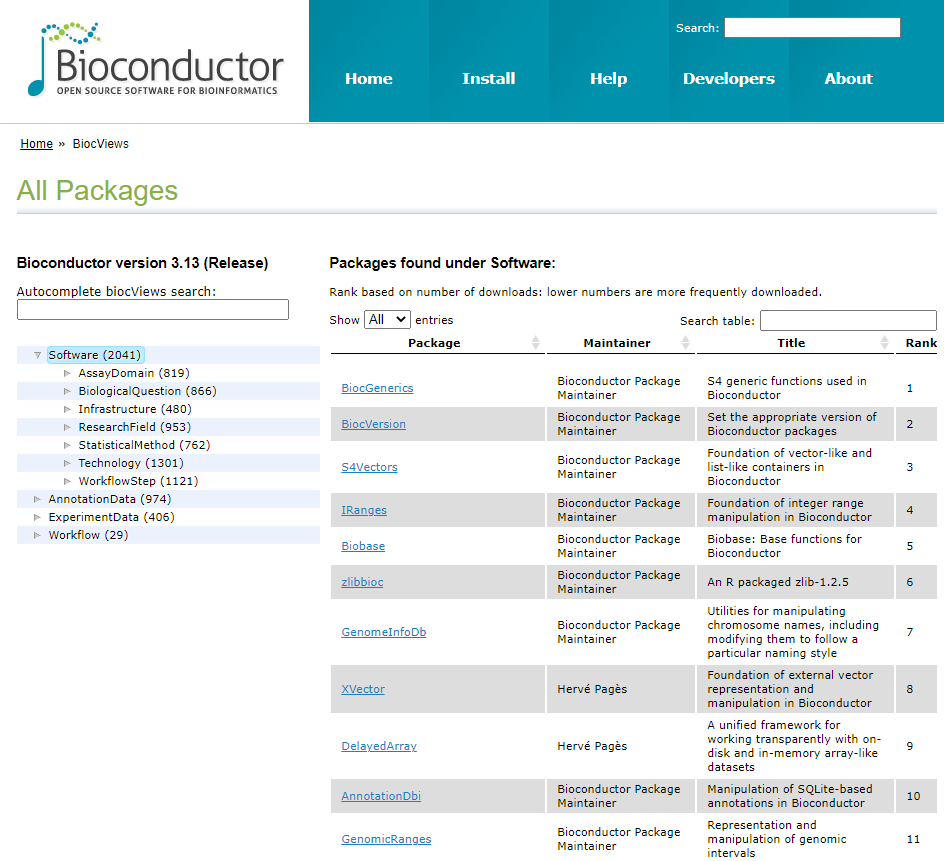 Bioconductor
OPEN SOURCE SOFTWARE FOR BIOINFORMATICS
Search:
Home Install Help Developers About
Home » BiocViews
All Packages
Bioconductor version 3.13 (Release)
Autocomplete biocViews search:
Software (2041)
AssayDomain (819)
BiologicalQuestion (866)
Infrastructure (480)
ResearchField (953)
StatisticalMethod (762)
Technology (1301)
WorkflowStep (1121)
AnnotationData (974)
ExperimentData (406)
Workflow (29)
Packages found under Software:
Rank based on number of downloads: lower numbers are more frequently downloaded.
Show All entries
Search table:
Package Maintainer Title Rank
BiocGenerics
Bioconductor Package
Maintainer
S4 generic functions used in
Bioconductor
1
BiocVersion
Bioconductor Package
Maintainer
Set the appropriate version of
Bioconductor packages
2
S4Vectors
Bioconductor Package
Maintainer
Foundation of vector-like and
list-like containers in
Bioconductor
3
IRanges
Bioconductor Package
Maintainer
Foundation of integer range
manipulation in Bioconductor
4
Biobase
Bioconductor Package
Maintainer
Biobase: Base functions for
Bioconductor
5
zlibbioc
Bioconductor Package
Maintainer
An R packaged zlib-1.2.5
6
GenomeInfoDb
Bioconductor Package
Maintainer
Utilities for manipulating
chromosome names, including
modifying them to follow a
particular naming style
7
XVector
Hervé Pagès
Foundation of external vector
representation and
manipulation in Bioconductor
8
DelayedArray
Hervé Pagès
A unified framework for
working transparently with on-
disk and in-memory array-like
datasets
9
AnnotationDbi
Bioconductor Package
Maintainer
Manipulation of SQLite-based
annotations in Bioconductor
10
GenomicRanges
Bioconductor Package
Maintainer
Representation and
manipulation of genomic
intervals
11